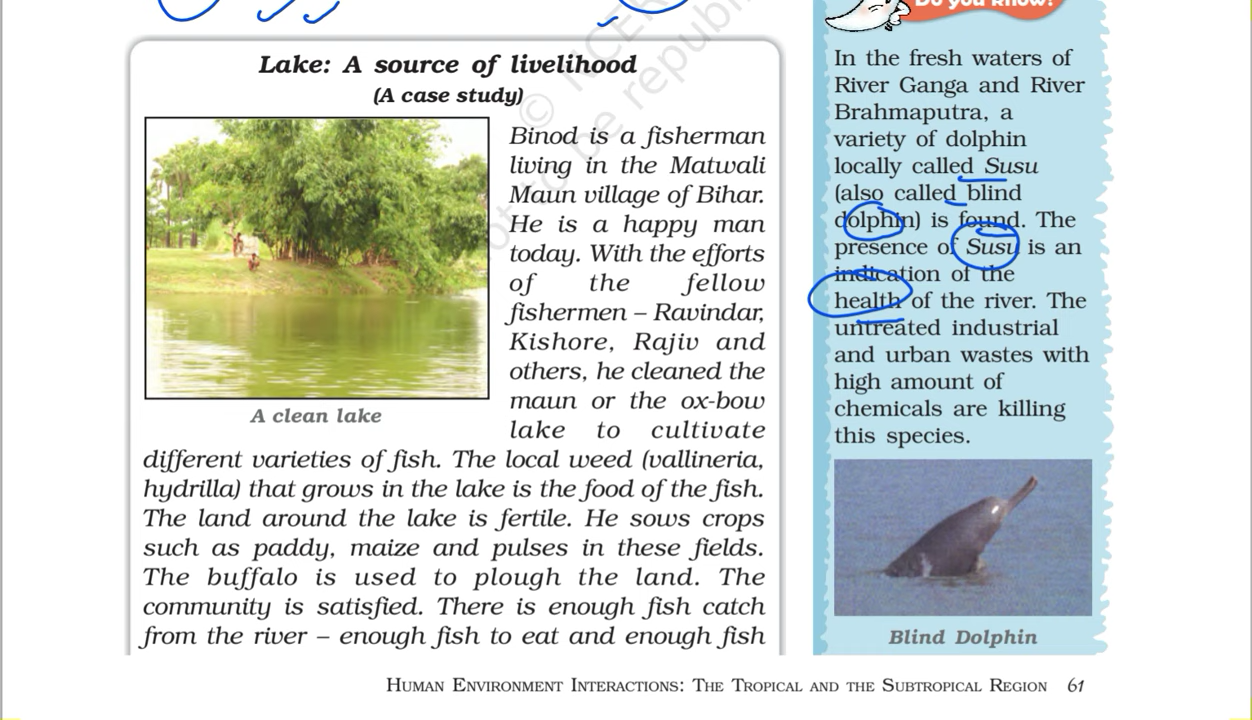 Lake: A source of livelihood
(A case study)
Binod is a fisherman
living in the Matwali
Maun village of Bihar.
He is a happy man
today. With the efforts
of the fellow
fishermen – Ravindar,
Kishore, Rajiv and
others, he cleaned the
maun or the ox-bow
lake to cultivate
A clean lake
different varieties of fish. The local weed (vallineria,
hydrilla) that grows in the lake is the food of the fish.
The land around the lake is fertile. He sows crops
such as paddy, maize and pulses in these fields.
The buffalo is used to plough the land. The
community is satisfied. There is enough fish catch
from the river – enough fish to eat and enough fish
Do you know?
In the fresh waters of
River Ganga and River
Brahmaputra, a
variety of dolphin
locally called Susu
(also called blind
dolphin) is found. The
presence of Susu is an
indication of the
health of the river. The
untreated industrial
and urban wastes with
high amount of
chemicals are killing
this species.
Blind Dolphin
Human Environment Interactions: The Tropical and the Subtropical Region 61